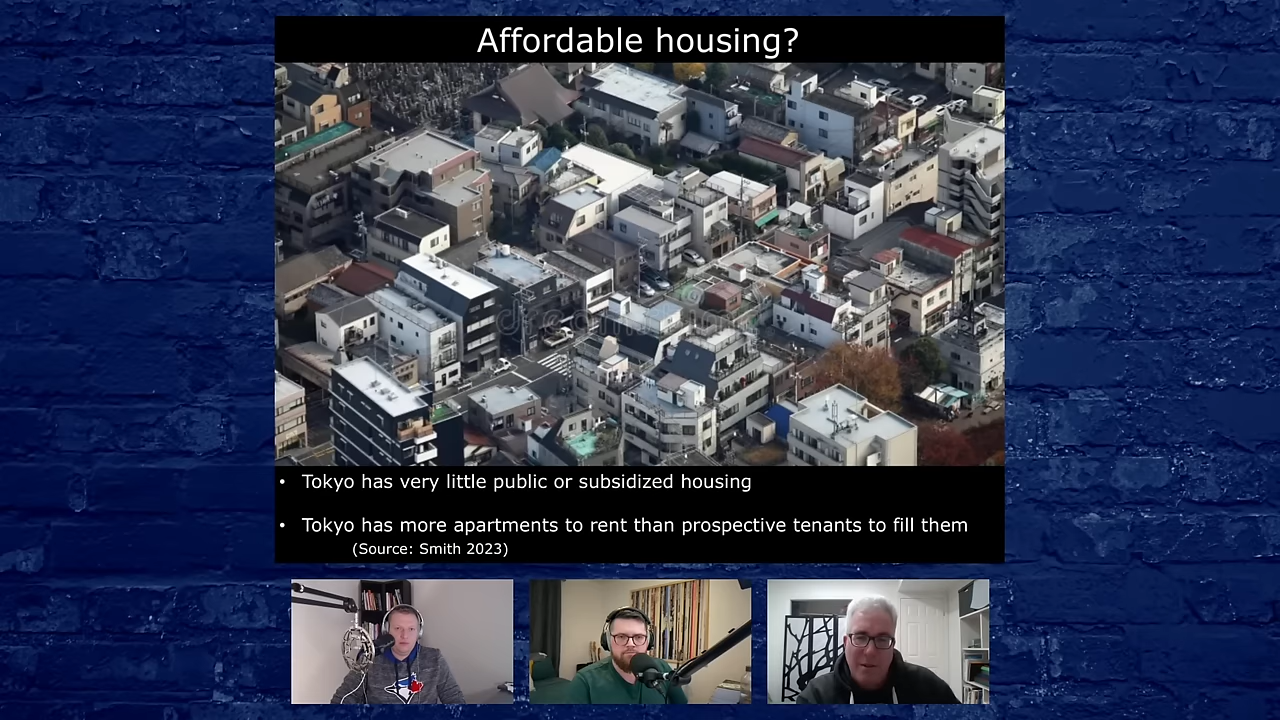 Affordable housing?
dreamstime
• Tokyo has very little public or subsidized housing
• Tokyo has more apartments to rent than prospective tenants to fill them
(Source: Smith 2023)